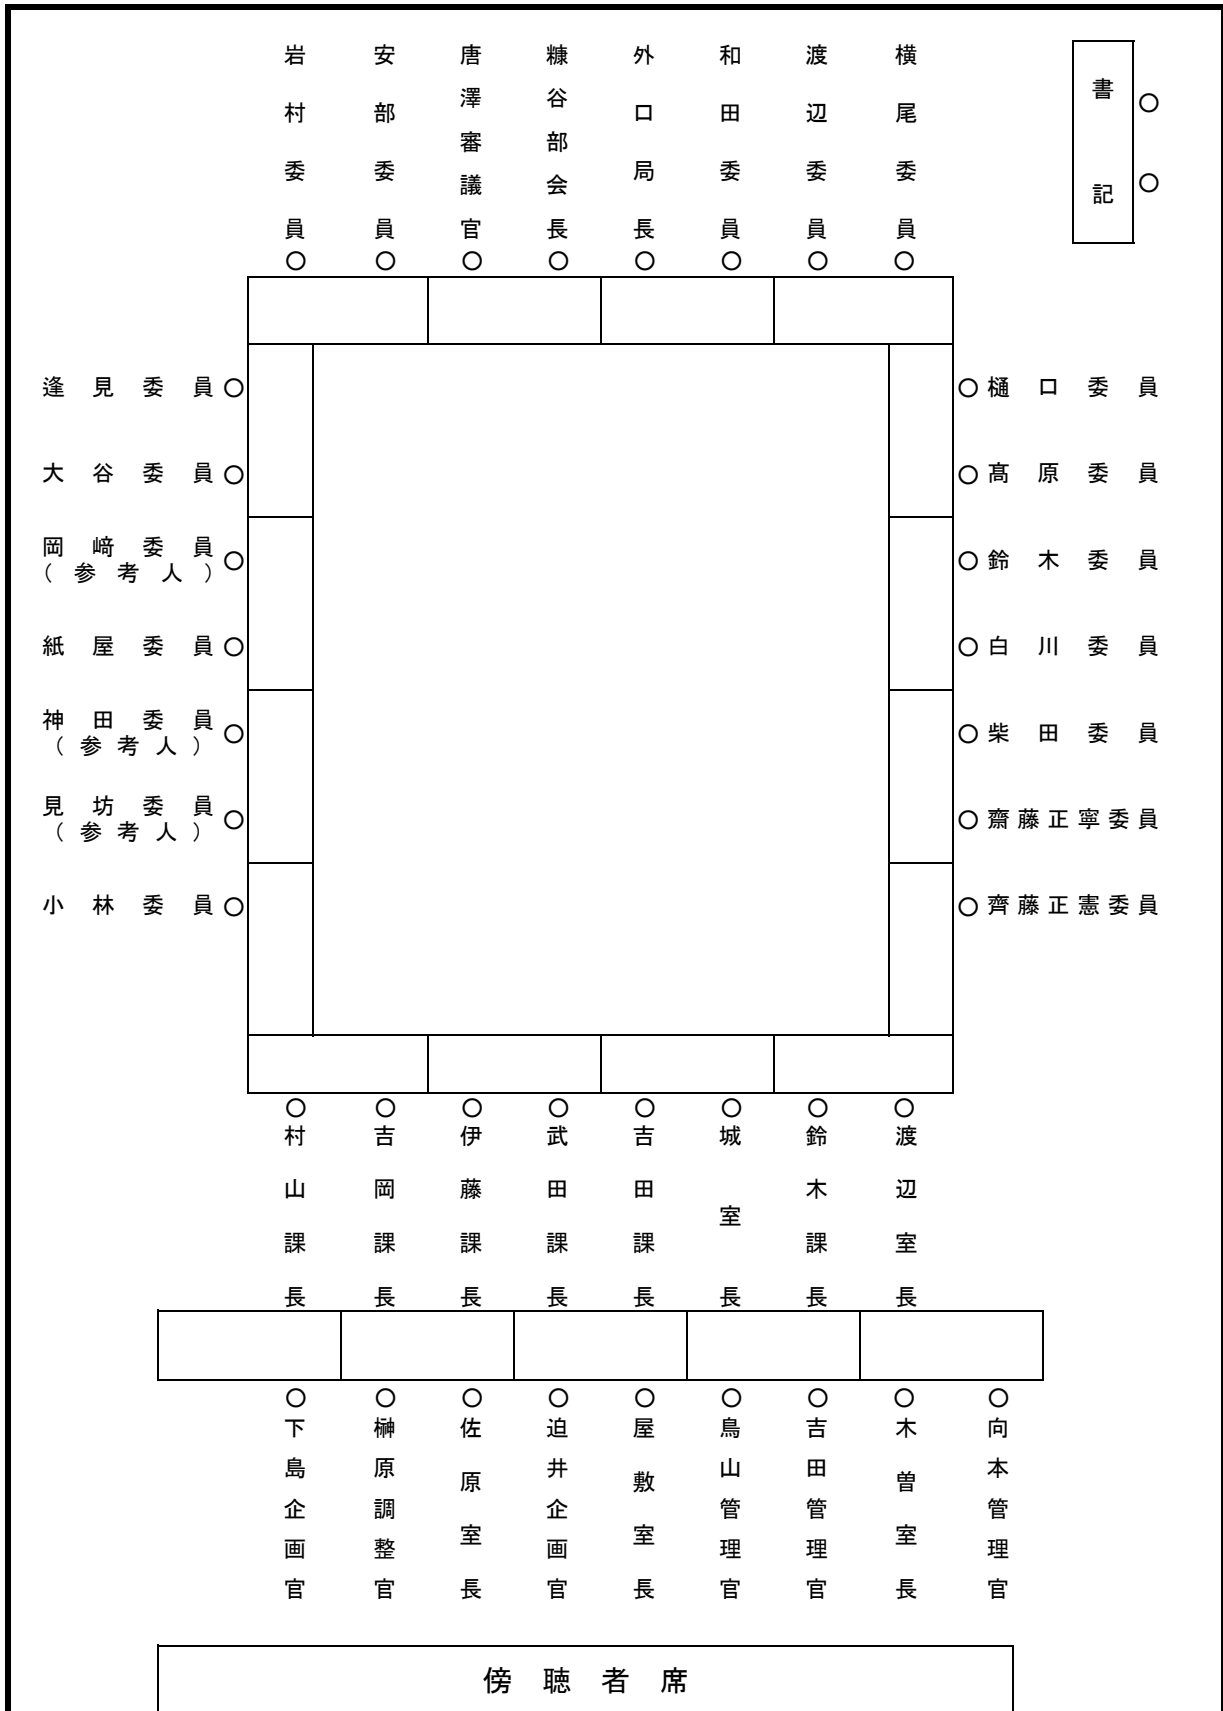 岩村委員
安部委員
唐澤審議官
糠谷部会長
外口局長
和田委員
渡辺委員
横尾委員
書記
逢見委員
大谷委員
岡﨑委員
（参考人）
紙屋委員
神田委員
（参考人）
見坊委員
（参考人）
小林委員
樋口委員
髙原委員
鈴木委員
白川委員
柴田委員
齋藤正寧委員
齊藤正憲委員
村山課長
吉岡課長
伊藤課長
武田課長
吉田課長
城室長
鈴木課長
渡辺室長
下島企画官
榊原調整官
佐原室長
迫井企画官
屋敷室長
鳥山管理官
吉田管理官
木曽室長
向本管理官
傍聴者席